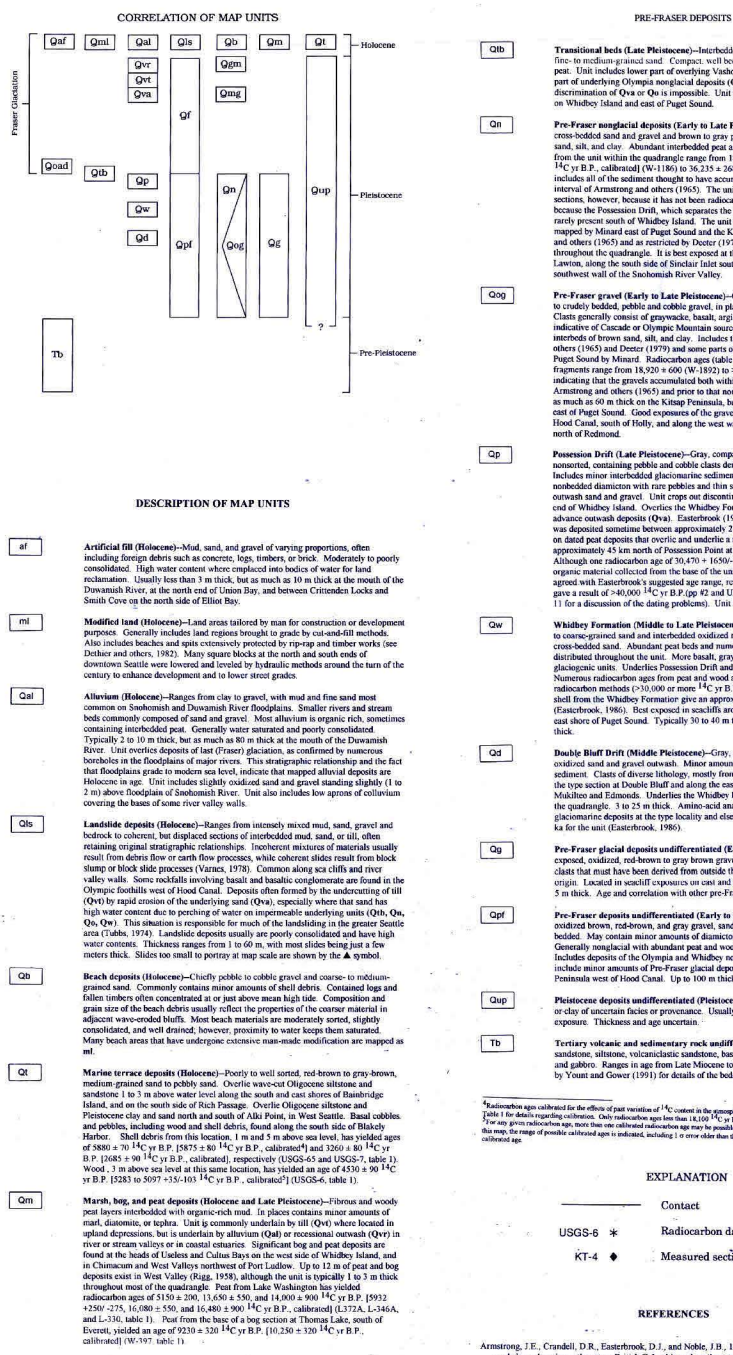 CORRELATION OF MAP UNITS
Qaf Qml Qal Qls Qb Qm Qt Holocene
Qvr Qgm
Qvt
Qva Qmg
Fraser Glaciation
Qf
Qoad Qtb Qp Qn Qup Pleistocene
Qw
Qd Qpf Qog Qg
?
Tb Pre-Pleistocene
DESCRIPTION OF MAP UNITS
af
Artificial fill (Holocene)--Mud, sand, and gravel of varying proportions, often
including foreign debris such as concrete, logs, timbers, or brick. Moderately to poorly
consolidated. High water content where emplaced into bodies of water for land
reclamation. Usually less than 3 m thick, but as much as 10 m thick at the mouth of the
Duwamish River, at the north end of Union Bay, and between Crittenden Locks and
Smith Cove on the north side of Elliot Bay.
ml
Modified land (Holocene)--Land areas tailored by man for construction or development
purposes. Generally includes land regions brought to grade by cut-and-fill methods.
Also includes beaches and spits extensively protected by rip-rap and timber works (see
Dethier and others, 1982). Many square blocks at the north and south ends of
downtown Seattle were lowered and leveled by hydraulic methods around the turn of the
century to enhance development and to lower street grades.
Qal
Alluvium (Holocene)--Ranges from clay to gravel, with mud and fine sand most
common on Snohomish and Duwamish River floodplains. Smaller rivers and stream
beds commonly composed of sand and gravel. Most alluvium is organic rich, sometimes
containing interbedded peat. Generally water saturated and poorly consolidated.
Typically 2 to 10 m thick, but as much as 80 m thick at the mouth of the Duwamish
River. Unit overlies deposits of last (Fraser) glaciation, as confirmed by numerous
boreholes in the floodplains of major rivers. This stratigraphic relationship and the fact
that floodplains grade to modern sea level, indicate that mapped alluvial deposits are
Holocene in age. Unit includes slightly oxidized sand and gravel standing slightly (1 to
2 m) above floodplain of Snohomish River. Unit also includes low aprons of colluvium
covering the bases of some river valley walls.
Qls
Landslide deposits (Holocene)--Ranges from intensely mixed mud, sand, gravel and
bedrock to coherent, but displaced sections of interbedded mud, sand, or till, often
retaining original stratigraphic relationships. Incoherent mixtures of materials usually
result from debris flow or earth flow processes, while coherent slides result from block
slump or block slide processes (Varnes, 1978). Common along sea cliffs and river
valley walls. Some rockfalls involving basalt and basaltic conglomerate are found in the
Olympic foothills west of Hood Canal. Deposits often formed by the undercutting of till
(Qvt) by rapid erosion of the underlying sand (Qva), especially where that sand has
high water content due to perching of water on impermeable underlying units (Qtb, Qn,
Qo, Qw). This situation is responsible for much of the landsliding in the greater Seattle
area (Tubbs, 1974). Landslide deposits usually are poorly consolidated and have high
water contents. Thickness ranges from 1 to 60 m, with most slides being just a few
meters thick. Slides too small to portray at map scale are shown by the ▲ symbol.
Qb
Beach deposits (Holocene)--Chiefly pebble to cobble gravel and coarse- to medium-
grained sand. Commonly contains minor amounts of shell debris. Contained logs and
fallen timbers often concentrated at or just above mean high tide. Composition and
grain size of the beach debris usually reflect the properties of the coarser material in
adjacent wave-eroded bluffs. Most beach materials are moderately sorted, slightly
consolidated, and well drained; however, proximity to water keeps them saturated.
Many beach areas that have undergone extensive man-made modification are mapped as
ml.
Qt
Marine terrace deposits (Holocene)--Poorly to well sorted, red-brown to gray-brown,
medium-grained sand to pebbly sand. Overlie wave-cut Oligocene siltstone and
sandstone 1 to 3 m above water level along the south and east shores of Bainbridge
Island, and on the south side of Rich Passage. Overlie Oligocene siltstone and
Pleistocene clay and sand north and south of Alki Point, in West Seattle. Basal cobbles
and pebbles, including wood and shell debris, found along the south side of Blakely
Harbor. Shell debris from this location, 1 m and 5 m above sea level, has yielded ages
of 5880 ± 70 14C yr B.P. [5875 ± 80 14C yr B.P., calibrated4] and 3260 ± 80 14C yr
B.P. [2685 ± 90 14C yr B.P., calibrated], respectively (USGS-65 and USGS-7, table 1).
Wood , 3 m above sea level at this same location, has yielded an age of 4530 ± 90 14C
yr B.P. [5283 to 5097 +35/-103 14C yr B.P., calibrated5] (USGS-6, table 1).
Qm
Marsh, bog, and peat deposits (Holocene and Late Pleistocene)--Fibrous and woody
peat layers interbedded with organic-rich mud. In places contains minor amounts of
marl, diatomite, or tephra. Unit is commonly underlain by till (Qvt) where located in
upland depressions, but is underlain by alluvium (Qal) or recessional outwash (Qvr) in
river or stream valleys or in coastal estuaries. Significant bog and peat deposits are
found at the heads of Useless and Cultus Bays on the west side of Whidbey Island, and
in Chimacum and West Valleys northwest of Port Ludlow. Up to 12 m of peat and bog
deposits exist in West Valley (Rigg, 1958), although the unit is typically 1 to 3 m thick
throughout most of the quadrangle. Peat from Lake Washington has yielded
radiocarbon ages of 5150 ± 200, 13,650 ± 550, and 14,000 ± 900 14C yr B.P. [5932
+250/ -275, 16,080 ± 550, and 16,480 ± 900 14C yr B.P., calibrated] (L372A, L-346A,
and L-330, table 1). Peat from the base of a bog section at Thomas Lake, south of
Everett, yielded an age of 9230 ± 320 14C yr B.P. [10,250 ± 320 14C yr B.P.,
calibrated] (W-397, table 1)
PRE-FRASER DEPOSITS
Qtb
Transitional beds (Late Pleistocene)--Interbedd
fine- to medium-grained sand. Compact, well be
peat. Unit includes lower part of overlying Vash
part of underlying Olympia nonglacial deposits (
discrimination of Qva or Qo is impossible. Unit
on Whidbey Island and east of Puget Sound.
Qn
Pre-Fraser nonglacial deposits (Early to Late P
cross-bedded sand and gravel and brown to gray p
sand, silt, and clay. Abundant interbedded peat a
from the unit within the quadrangle range from 1
14C yr B.P., calibrated] (W-1186) to 36,235 ± 26
includes all of the sediment thought to have accu
interval of Armstrong and others (1965). The uni
sections, however, because it has not been radioca
because the Possession Drift, which separates the
rarely present south of Whidbey Island. The unit
mapped by Minard east of Puget Sound and the K
and others (1965) and as restricted by Deeter (197
throughout the quadrangle. It is best exposed at t
Lawton, along the south side of Sinclair Inlet sout
southwest wall of the Snohomish River Valley.
Qog
Pre-Fraser gravel (Early to Late Pleistocene)--
to crudely bedded, pebble and cobble gravel, in pl
Clasts generally consist of graywacke, basalt, argi
indicative of Cascade or Olympic Mountain sourc
interbeds of brown sand, silt, and clay. Includes t
others (1965) and Deeter (1979) and some parts o
Puget Sound by Minard. Radiocarbon ages (table
fragments range from 18,920 ± 600 (W-1892) to >
indicating that the gravels accumulated both withi
Armstrong and others (1965) and prior to that no
as much as 60 m thick on the Kitsap Peninsula, bu
east of Puget Sound. Good exposures of the grave
Hood Canal, south of Holly, and along the west w
north of Redmond.
Qp
Possession Drift (Late Pleistocene)--Gray, compa
nonsorted, containing pebble and cobble clasts de
Includes minor interbedded glaciomarine sedimen
nonbedded diamicton with rare pebbles and thin s
outwash sand and gravel. Unit crops out discontin
end of Whidbey Island. Overlies the Whidbey For
advance outwash deposits (Qva). Easterbrook (19
was deposited sometime between approximately 2
on dated peat deposits that overlie and underlie a
approximately 45 km north of Possession Point at
Although one radiocarbon age of 30,470 + 1650/-
organic material collected from the base of the un
agreed with Easterbrook's suggested age range, re
gave a result of >40,000 14C yr B.P.(pp #2 and U
11 for a discussion of the dating problems). Unit
Qw
Whidbey Formation (Middle to Late Pleistocen
to coarse-grained sand and interbedded oxidized r
cross-bedded sand. Abundant peat beds and nume
distributed throughout the unit. More basalt, gray
glaciogenic units. Underlies Possession Drift and
Numerous radiocarbon ages from peat and wood a
radiocarbon methods (>30,000 or more 14C yr B.
shell from the Whidbey Formation give an approx
(Easterbrook, 1986). Best exposed in seacliffs aro
east shore of Puget Sound. Typically 30 to 40 m t
thick.
Qd
Double Bluff Drift (Middle Pleistocene)--Gray,
oxidized sand and gravel outwash. Minor amoun
sediment. Clasts of diverse lithology, mostly from
the type section at Double Bluff and along the eas
Mukilteo and Edmonds. Underlies the Whidbey
the quadrangle. 3 to 25 m thick. Amino-acid ana
glaciomarine deposits at the type locality and else
ka for the unit (Easterbrook, 1986).
Qg
Pre-Fraser glacial deposits undifferentiated (E
exposed, oxidized, red-brown to gray brown grav
clasts that must have been derived from outside th
origin. Located in seacliff exposures on east and
5 m thick. Age and correlation with other pre-Fr
Qpf
Pre-Fraser deposits undifferentiated (Early to
oxidized brown, red-brown, and gray gravel, sand
bedded. May contain minor amounts of diamicto
Generally nonglacial with abundant peat and woo
Includes deposits of the Olympia and Whidbey no
include minor amounts of Pre-Fraser glacial depo
Peninsula west of Hood Canal. Up to 100 m thick
Qup
Pleistocene deposits undifferentiated (Pleistoce
or-clay of uncertain facies or provenance. Usually
exposure. Thickness and age uncertain.
Tb
Tertiary volcanic and sedimentary rock undiff
sandstone, siltstone, volcaniclastic sandstone, bas
and gabbro. Ranges in age from Late Miocene to
by Yount and Gower (1991) for details of the bed
4Radiocarbon ages calibrated for the effects of past variation of 14C content in the atmosp
Table 1 for details regarding calibration. Only radiocarbon ages less than 18,100 14C yr
5For any given radiocarbon age, more than one calibrated radiocarbon age may be possible
this map, the range of possible calibrated ages is indicated, including 1 σ error older than th
calibrated age.
EXPLANATION
Contact
USGS-6 * Radiocarbon da
KT-4 ◆ Measured secti
REFERENCES
Armstrong, J.E., Crandell, D.R., Easterbrook, D.J., and Noble, J.B., 1